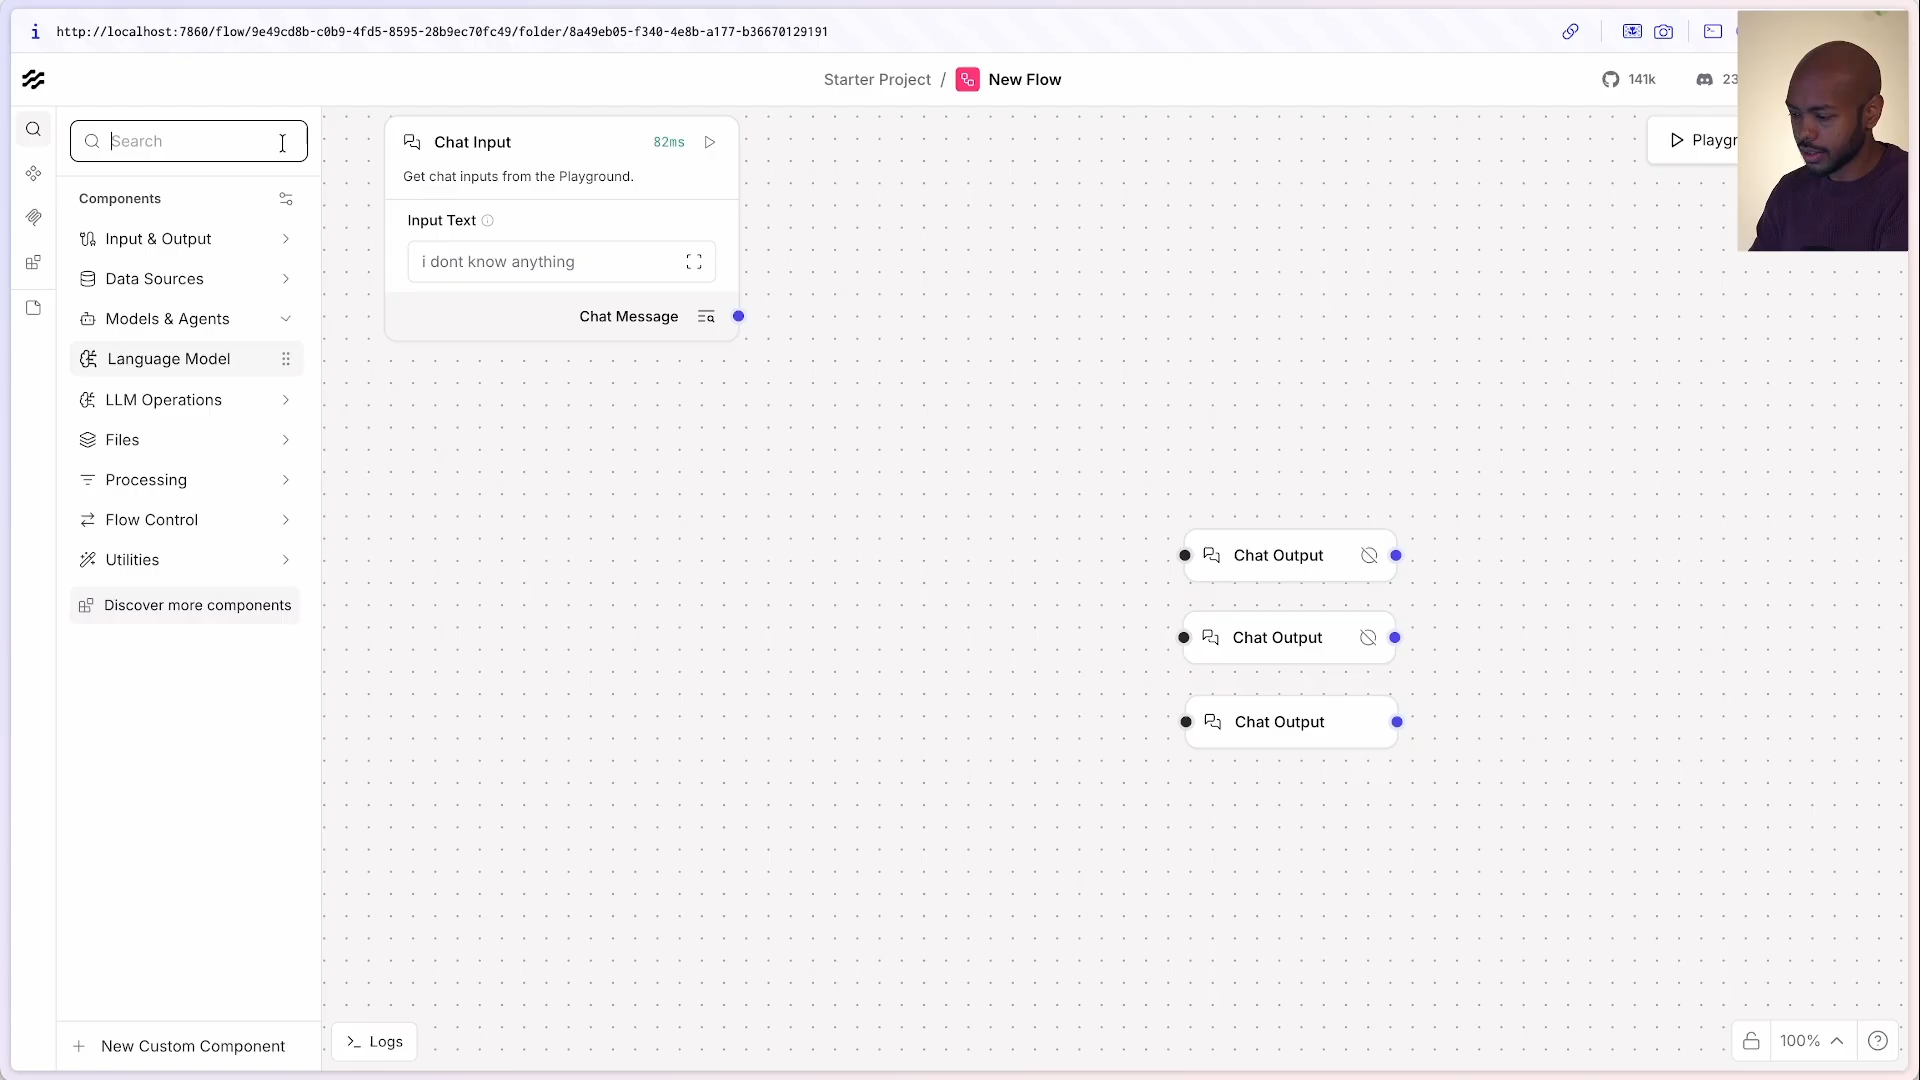 http://localhost:7860/flow/9e49cd8b-c0b9-4fd5-8595-28b9ec70fc49/folder/8a49eb05-f340-4e8b-a177-b36670129191
Starter Project / New Flow
141k
23
Search
Components
Input & Output
Data Sources
Models & Agents
Language Model
LLM Operations
Files
Processing
Flow Control
Utilities
Discover more components
New Custom Component
Chat Input
82ms
Get chat inputs from the Playground.
Input Text
i dont know anything
Chat Message
Playgr
Chat Output
Chat Output
Chat Output
>_ Logs
100%